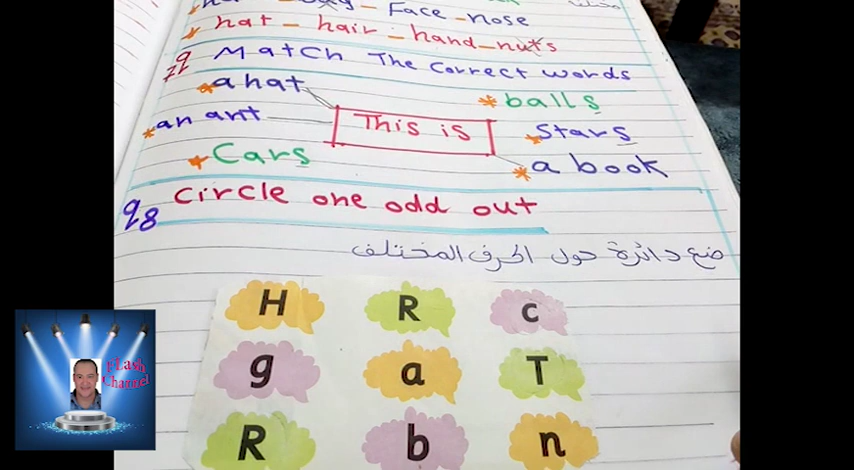 Face - nose
hat - hair - hand - nuts
q7 Match The correct words
* a hat
* balls
* an ant
This is
* Stars
* Cars
* a book
q8 Circle one odd out
ضع دائرة حول الحرف المختلف
H R c
g a T
R b n
FLash
Channel